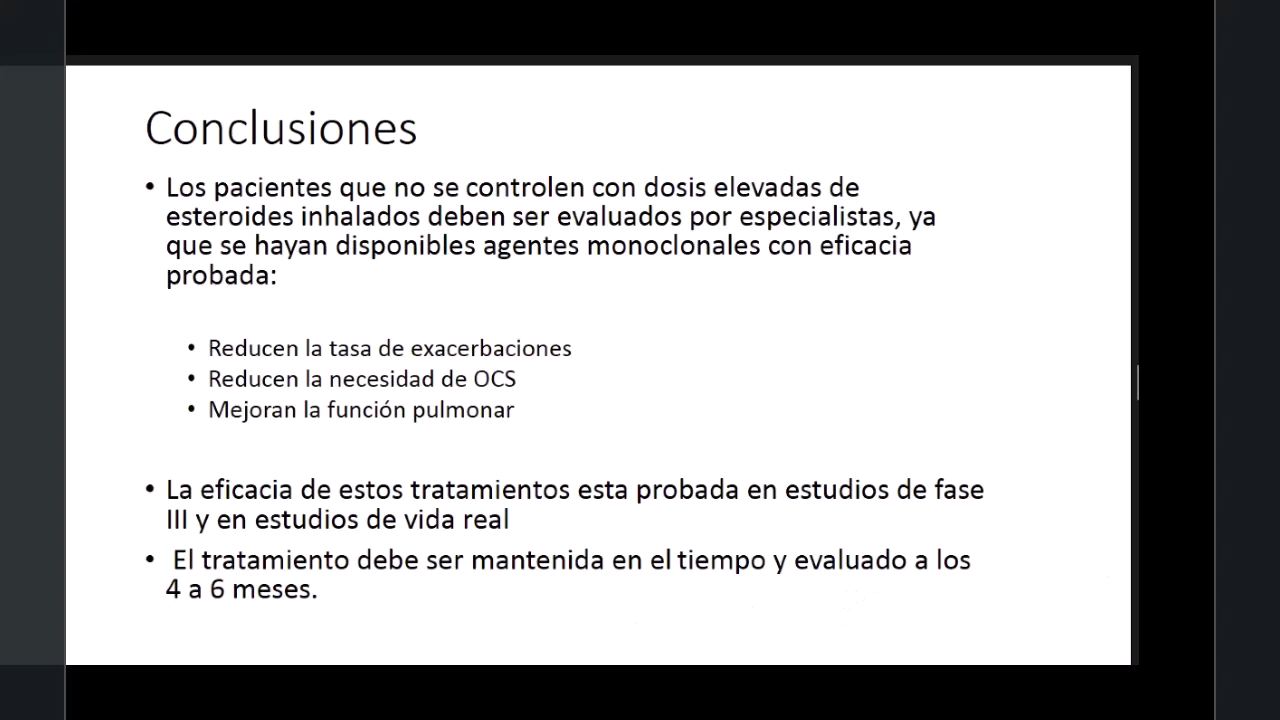 Conclusiones
• Los pacientes que no se controlen con dosis elevadas de
esteroides inhalados deben ser evaluados por especialistas, ya
que se hayan disponibles agentes monoclonales con eficacia
probada:
• Reducen la tasa de exacerbaciones
• Reducen la necesidad de OCS
• Mejoran la función pulmonar
• La eficacia de estos tratamientos esta probada en estudios de fase
III y en estudios de vida real
• El tratamiento debe ser mantenida en el tiempo y evaluado a los
4 a 6 meses.